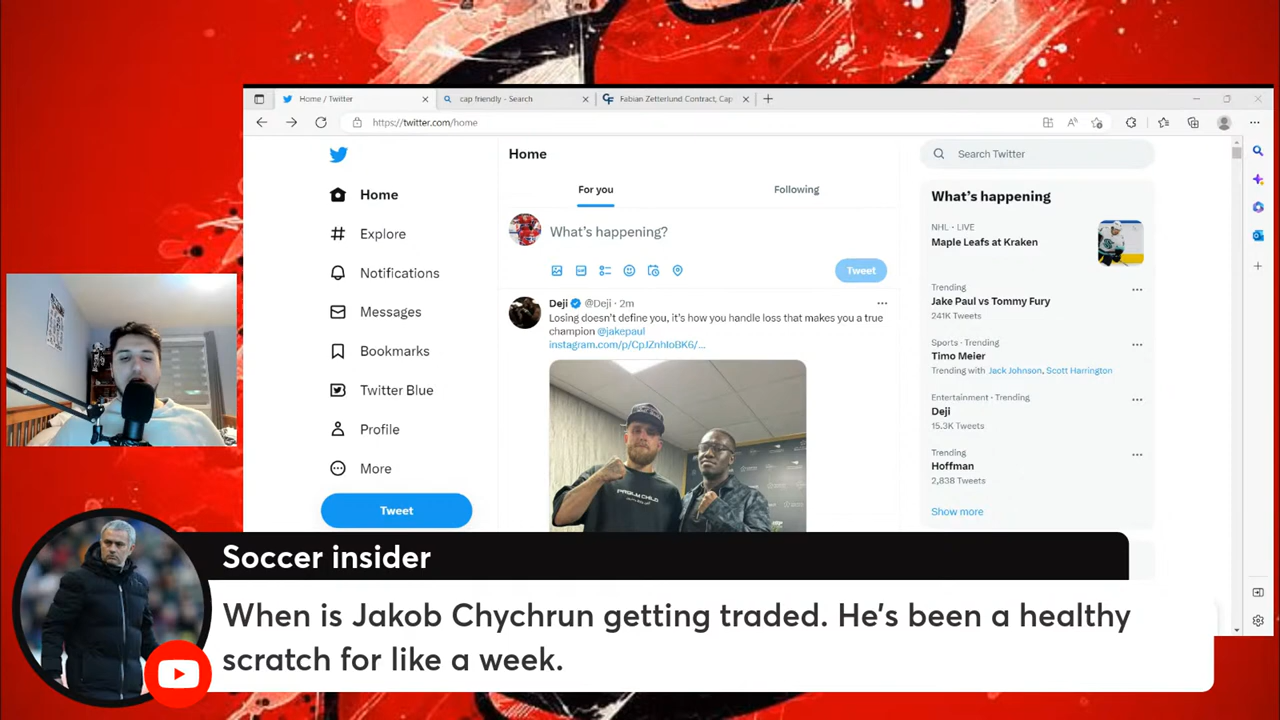 Home / Twitter
cap friendly - Search
Fabian Zetterlund Contract, Cap
https://twitter.com/home
Home
Explore
Notifications
Messages
Bookmarks
Twitter Blue
Profile
More
Tweet
Home
For you
Following
What's happening?
Tweet
Deji @Deji · 2m
Losing doesn't define you, it's how you handle loss that makes you a true
champion @jakepaul
instagram.com/p/CpJZnhIoBK6/...
Search Twitter
What's happening
NHL · LIVE
Maple Leafs at Kraken
Trending
Jake Paul vs Tommy Fury
241K Tweets
Sports · Trending
Timo Meier
Trending with Jack Johnson, Scott Harrington
Entertainment · Trending
Deji
15.3K Tweets
Trending
Hoffman
2,838 Tweets
Show more
Soccer insider
When is Jakob Chychrun getting traded. He's been a healthy
scratch for like a week.